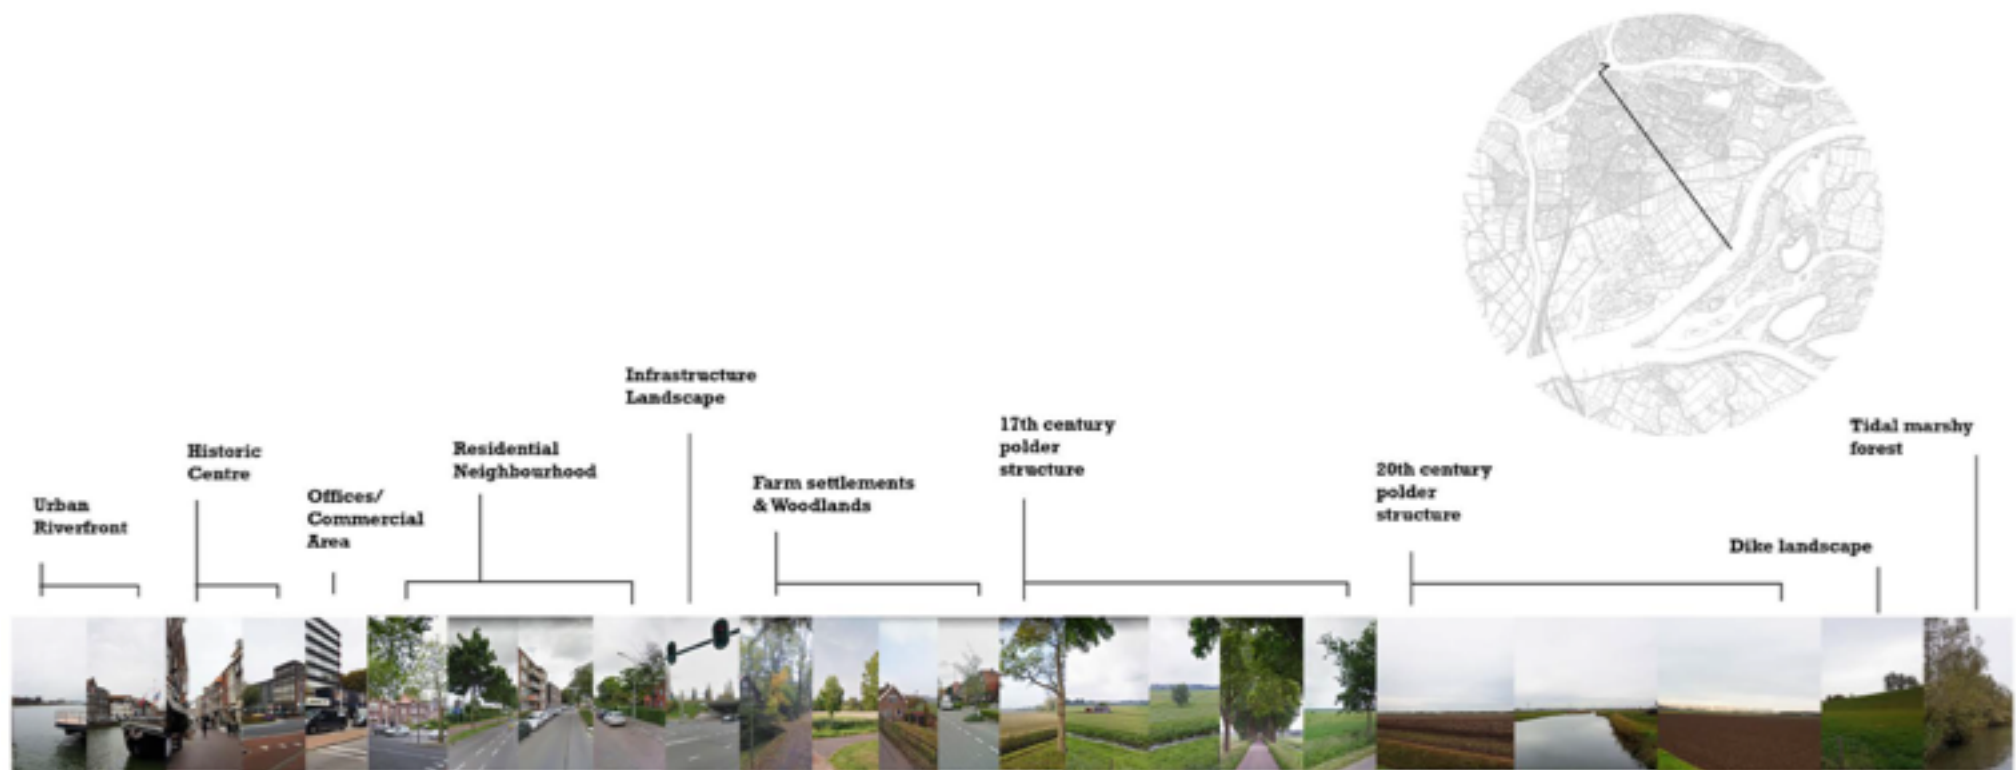 Urban
Riverfront
Historic
Centre
Offices/
Commercial
Area
Residential
Neighbourhood
Infrastructure
Landscape
Farm settlements
& Woodlands
17th century
polder
structure
20th century
polder
structure
Dike landscape
Tidal marshy
forest